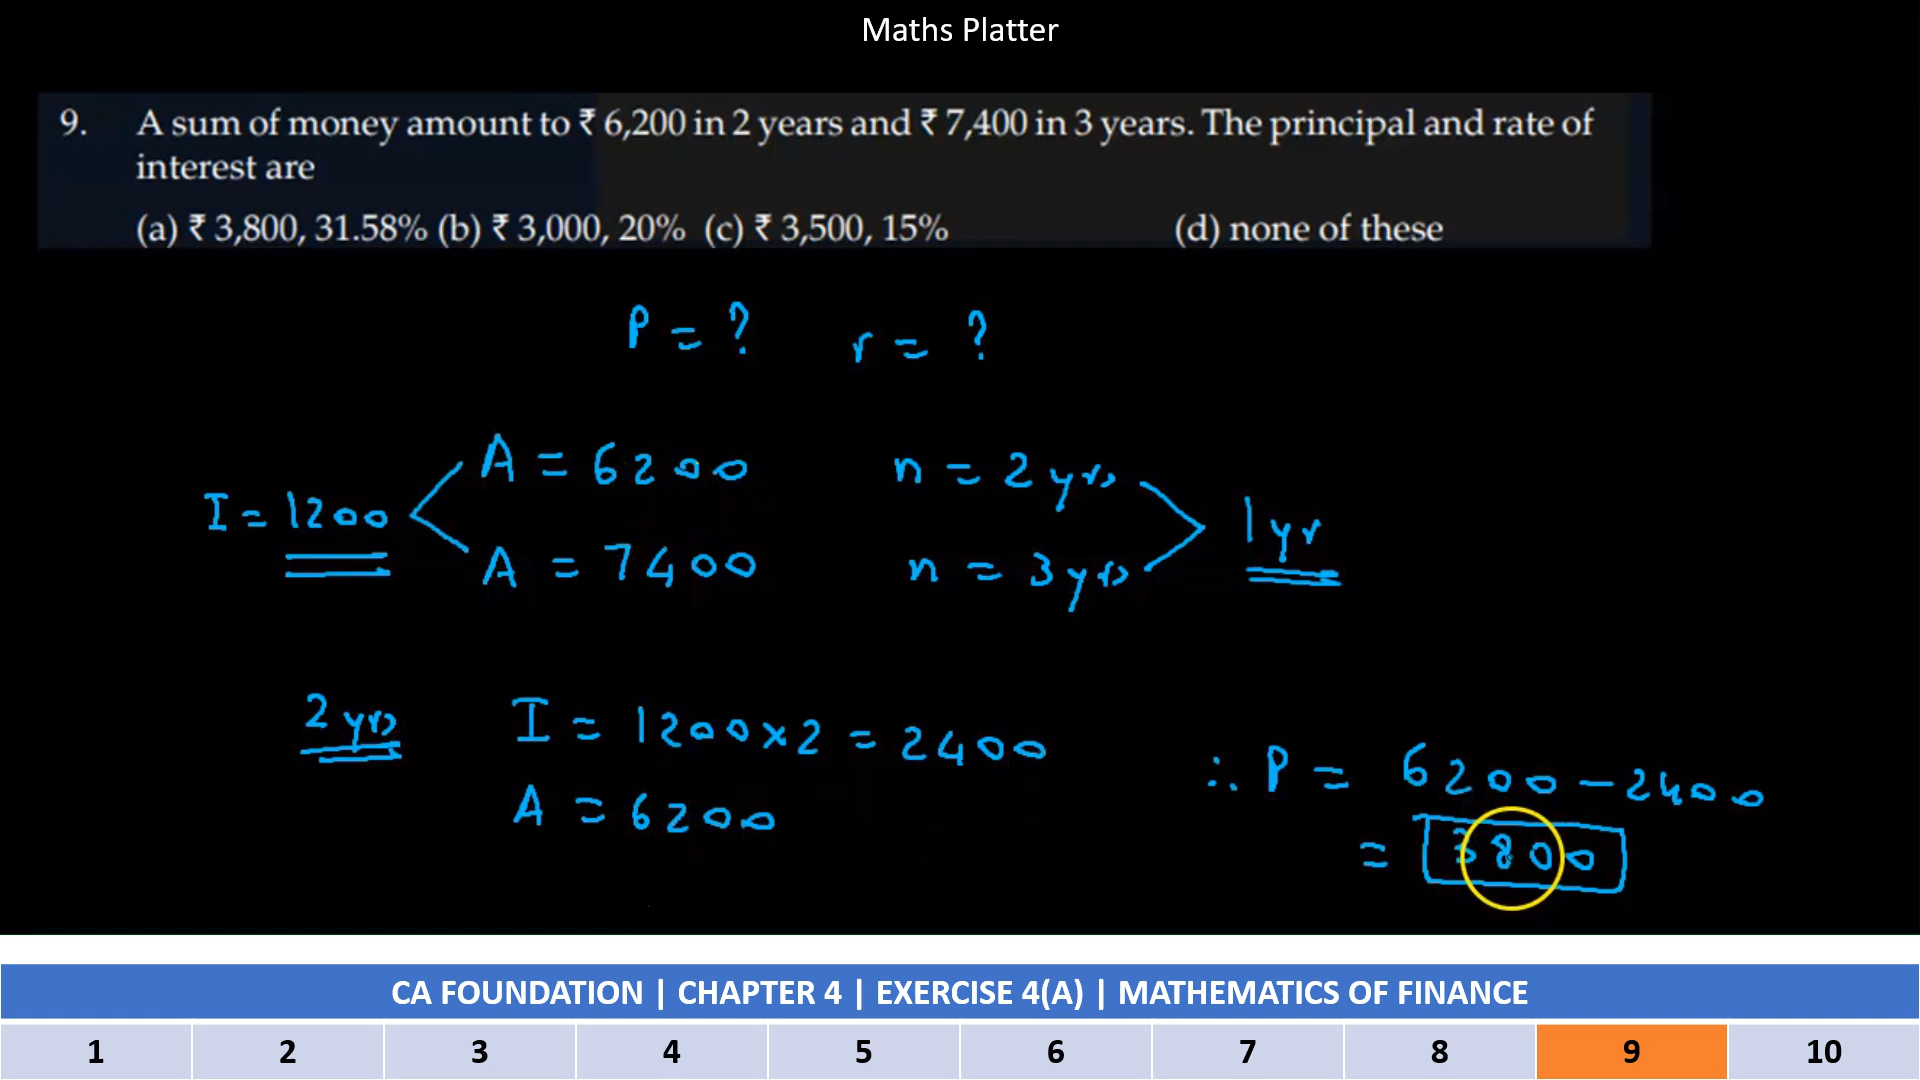 Maths Platter
9. A sum of money amount to ₹ 6,200 in 2 years and ₹ 7,400 in 3 years. The principal and rate of
interest are
(a) ₹ 3,800, 31.58% (b) ₹ 3,000, 20% (c) ₹ 3,500, 15% (d) none of these
P = ? r = ?
A = 6200 n = 2 yrs
I = 1200 1 yr
A = 7400 n = 3 yrs
2 yrs I = 1200 × 2 = 2400
∴ P = 6200 - 2400
A = 6200
= 3800
CA FOUNDATION | CHAPTER 4 | EXERCISE 4(A) | MATHEMATICS OF FINANCE
1 2 3 4 5 6 7 8 9 10